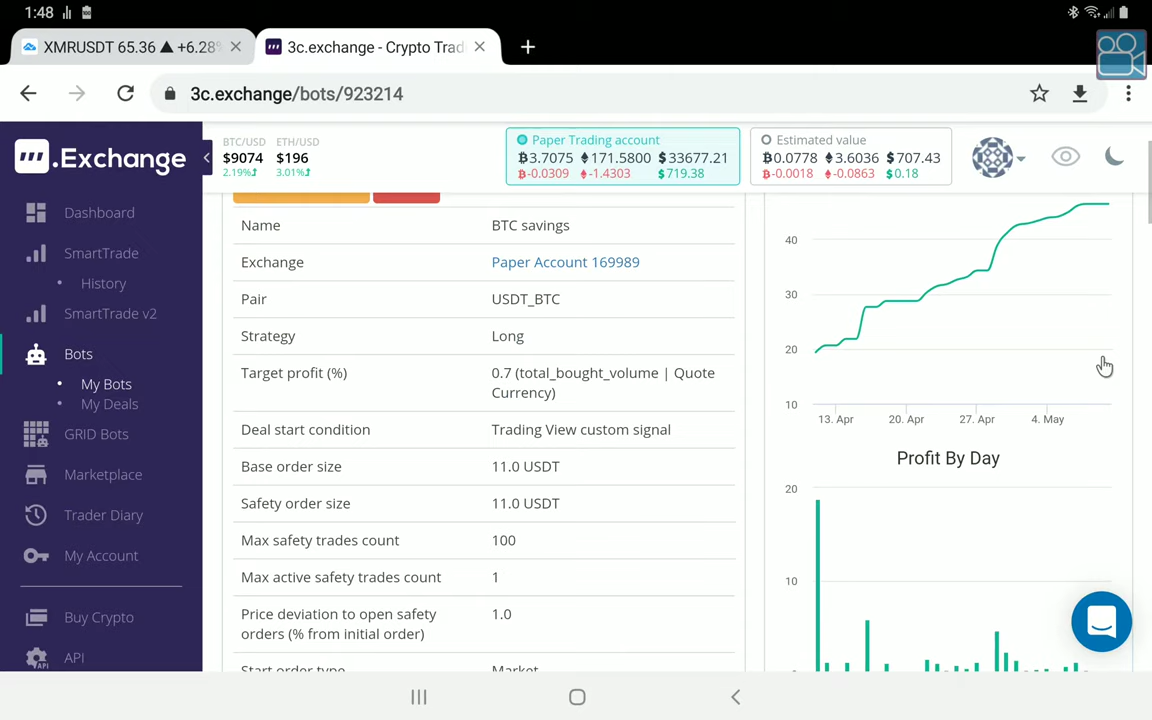 1:48
XMRUSDT 65.36 ▲ +6.28%
3c.exchange - Crypto Trad
3c.exchange/bots/923214
.Exchange
BTC/USD
$9074
2.19%
ETH/USD
$196
3.01%
Paper Trading account
3.7075 171.5800 $33677.21
-0.0309 -1.4303 $719.38
Estimated value
0.0778 3.6036 $707.43
-0.0018 -0.0863 $0.18
Dashboard
SmartTrade
• History
SmartTrade v2
Bots
• My Bots
• My Deals
GRID Bots
Marketplace
Trader Diary
My Account
Buy Crypto
API
Name BTC savings
Exchange Paper Account 169989
Pair USDT_BTC
Strategy Long
Target profit (%) 0.7 (total_bought_volume | Quote
Currency)
Deal start condition Trading View custom signal
Base order size 11.0 USDT
Safety order size 11.0 USDT
Max safety trades count 100
Max active safety trades count 1
Price deviation to open safety 1.0
orders (% from initial order)
Start order type Market
40
30
20
10
13. Apr 20. Apr 27. Apr 4. May
Profit By Day
20
10